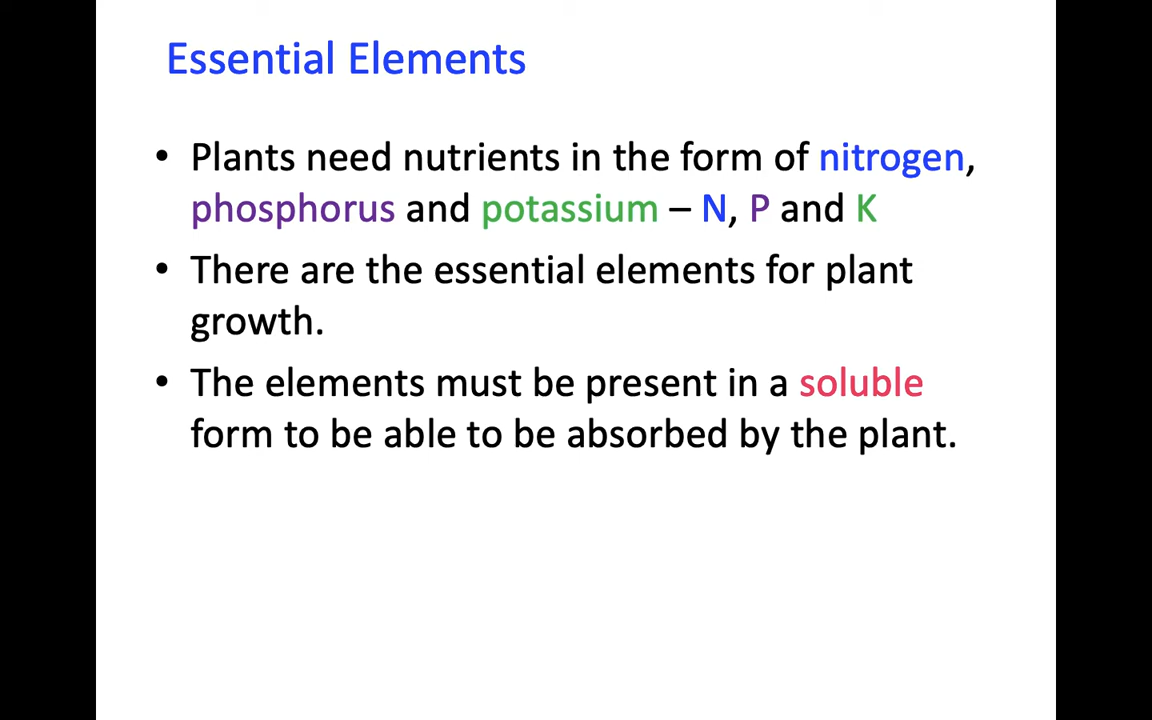 Essential Elements
• Plants need nutrients in the form of nitrogen,
phosphorus and potassium – N, P and K
• There are the essential elements for plant
growth.
• The elements must be present in a soluble
form to be able to be absorbed by the plant.